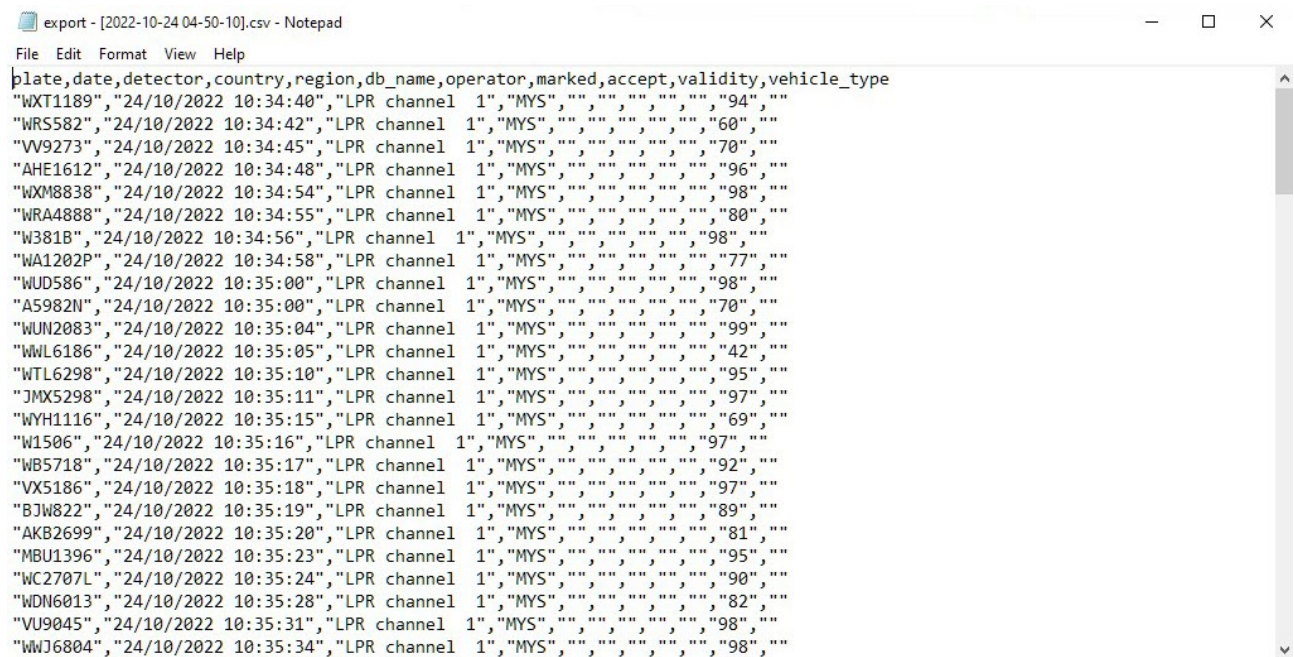 export - [2022-10-24 04-50-10].csv - Notepad
File Edit Format View Help
plate,date,detector,country,region,db_name,operator,marked,accept,validity,vehicle_type
"WXT1189","24/10/2022 10:34:40","LPR channel  1","MYS","","","","","","94",""
"WRS582","24/10/2022 10:34:42","LPR channel  1","MYS","","","","","","60",""
"VV9273","24/10/2022 10:34:45","LPR channel  1","MYS","","","","","","70",""
"AHE1612","24/10/2022 10:34:48","LPR channel  1","MYS","","","","","","96",""
"WXM8838","24/10/2022 10:34:54","LPR channel  1","MYS","","","","","","98",""
"WRA4888","24/10/2022 10:34:55","LPR channel  1","MYS","","","","","","80",""
"W381B","24/10/2022 10:34:56","LPR channel  1","MYS","","","","","","98",""
"WA1202P","24/10/2022 10:34:58","LPR channel  1","MYS","","","","","","77",""
"WUD586","24/10/2022 10:35:00","LPR channel  1","MYS","","","","","","98",""
"A5982N","24/10/2022 10:35:00","LPR channel  1","MYS","","","","","","70",""
"WUN2083","24/10/2022 10:35:04","LPR channel  1","MYS","","","","","","99",""
"WWL6186","24/10/2022 10:35:05","LPR channel  1","MYS","","","","","","42",""
"WTL6298","24/10/2022 10:35:10","LPR channel  1","MYS","","","","","","95",""
"JMX5298","24/10/2022 10:35:11","LPR channel  1","MYS","","","","","","97",""
"WYH1116","24/10/2022 10:35:15","LPR channel  1","MYS","","","","","","69",""
"W1506","24/10/2022 10:35:16","LPR channel  1","MYS","","","","","","97",""
"WB5718","24/10/2022 10:35:17","LPR channel  1","MYS","","","","","","92",""
"VX5186","24/10/2022 10:35:18","LPR channel  1","MYS","","","","","","97",""
"BJW822","24/10/2022 10:35:19","LPR channel  1","MYS","","","","","","89",""
"AKB2699","24/10/2022 10:35:20","LPR channel  1","MYS","","","","","","81",""
"MBU1396","24/10/2022 10:35:23","LPR channel  1","MYS","","","","","","95",""
"WC2707L","24/10/2022 10:35:24","LPR channel  1","MYS","","","","","","90",""
"WDN6013","24/10/2022 10:35:28","LPR channel  1","MYS","","","","","","82",""
"VU9045","24/10/2022 10:35:31","LPR channel  1","MYS","","","","","","98",""
"WWJ6804","24/10/2022 10:35:34","LPR channel  1","MYS","","","","","","98",""